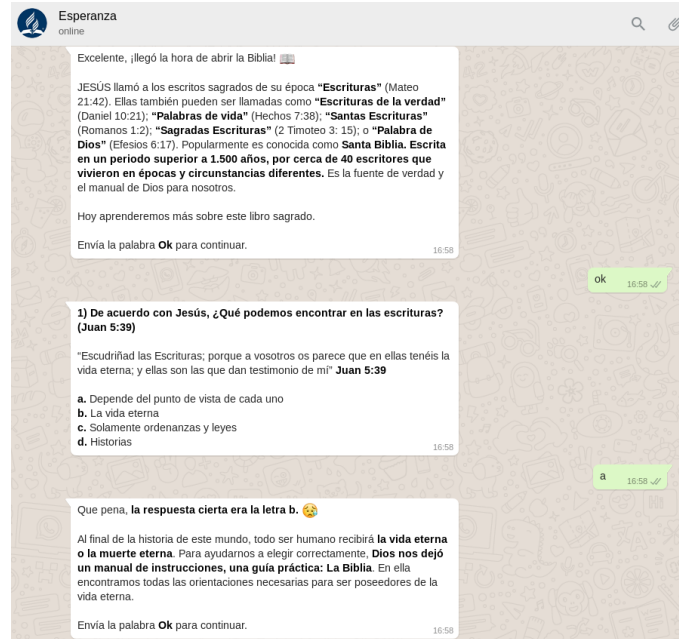 Esperanza
online
Excelente, ¡llegó la hora de abrir la Biblia! 📖
JESÚS llamó a los escritos sagrados de su época “Escrituras” (Mateo
21:42). Ellas también pueden ser llamadas como “Escrituras de la verdad”
(Daniel 10:21); “Palabras de vida” (Hechos 7:38); “Santas Escrituras”
(Romanos 1:2); “Sagradas Escrituras” (2 Timoteo 3: 15); o “Palabra de
Dios” (Efesios 6:17). Popularmente es conocida como Santa Biblia. Escrita
en un periodo superior a 1.500 años, por cerca de 40 escritores que
vivieron en épocas y circunstancias diferentes. Es la fuente de verdad y
el manual de Dios para nosotros.
Hoy aprenderemos más sobre este libro sagrado.
Envía la palabra Ok para continuar.
16:58
ok
16:58
1) De acuerdo con Jesús, ¿Qué podemos encontrar en las escrituras?
(Juan 5:39)
“Escudriñad las Escrituras; porque a vosotros os parece que en ellas tenéis la
vida eterna; y ellas son las que dan testimonio de mí” Juan 5:39
a. Depende del punto de vista de cada uno
b. La vida eterna
c. Solamente ordenanzas y leyes
d. Historias
16:58
a
16:58
Que pena, la respuesta cierta era la letra b. 😥
Al final de la historia de este mundo, todo ser humano recibirá la vida eterna
o la muerte eterna. Para ayudarnos a elegir correctamente, Dios nos dejó
un manual de instrucciones, una guía práctica: La Biblia. En ella
encontramos todas las orientaciones necesarias para ser poseedores de la
vida eterna.
Envía la palabra Ok para continuar.
16:58